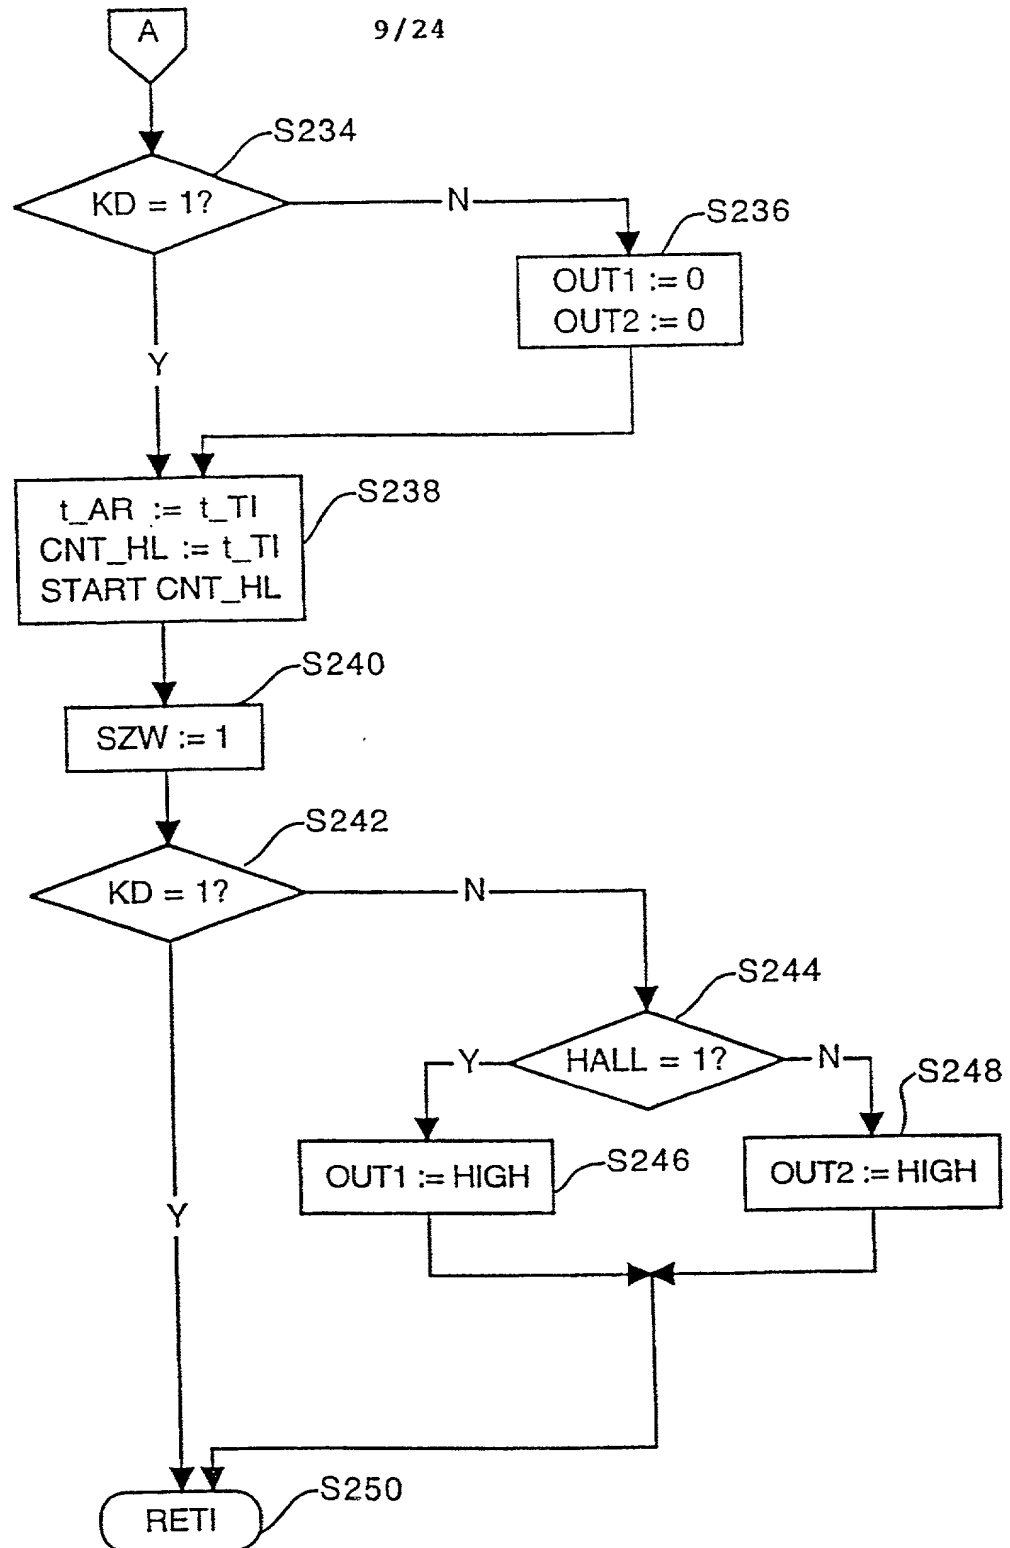 A
9/24
S234
KD = 1?
N
S236
OUT1 := 0
OUT2 := 0
Y
S238
t_AR := t_TI
CNT_HL := t_TI
START CNT_HL
S240
SZW := 1
S242
KD = 1?
N
S244
HALL = 1?
Y
N
S248
OUT1 := HIGH
S246
OUT2 := HIGH
Y
S250
RETI